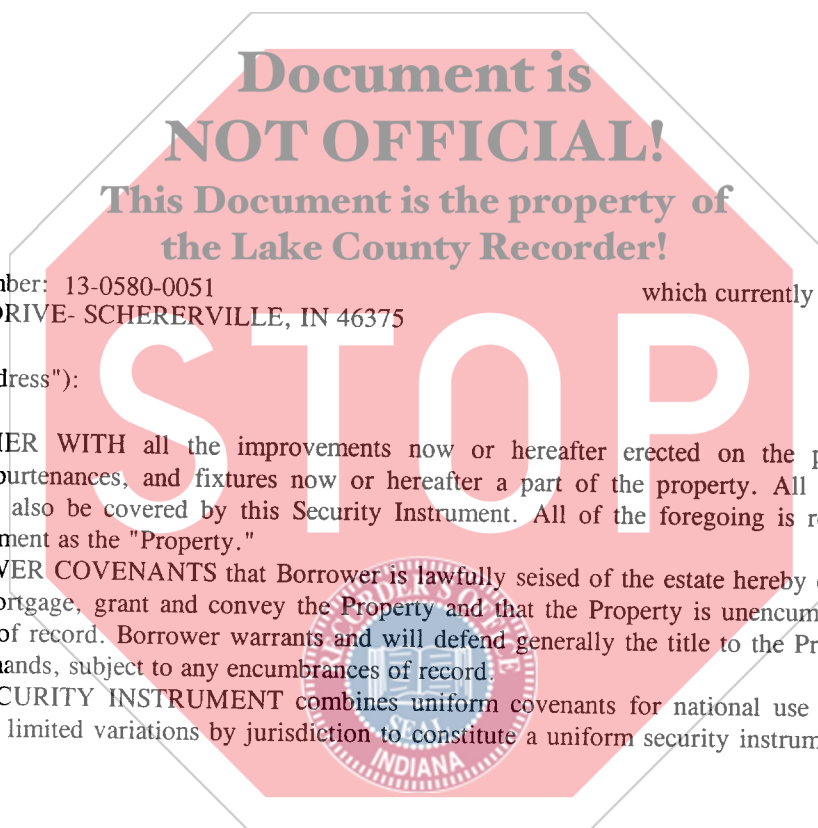 Document is
NOT OFFICIAL!
This Document is the property of
the Lake County Recorder!
nber: 13-0580-0051 which currently
DRIVE- SCHERERVILLE, IN 46375
dress"):
STOP
IER WITH all the improvements now or hereafter erected on the p
purtenances, and fixtures now or hereafter a part of the property. All
also be covered by this Security Instrument. All of the foregoing is r
ment as the "Property."
VER COVENANTS that Borrower is lawfully seised of the estate hereby
ortgage, grant and convey the Property and that the Property is unencum
of record. Borrower warrants and will defend generally the title to the Pr
nands, subject to any encumbrances of record.
CURITY INSTRUMENT combines uniform covenants for national use
limited variations by jurisdiction to constitute a uniform security instrum
RECORDER'S OFFICE
SEAL
INDIANA